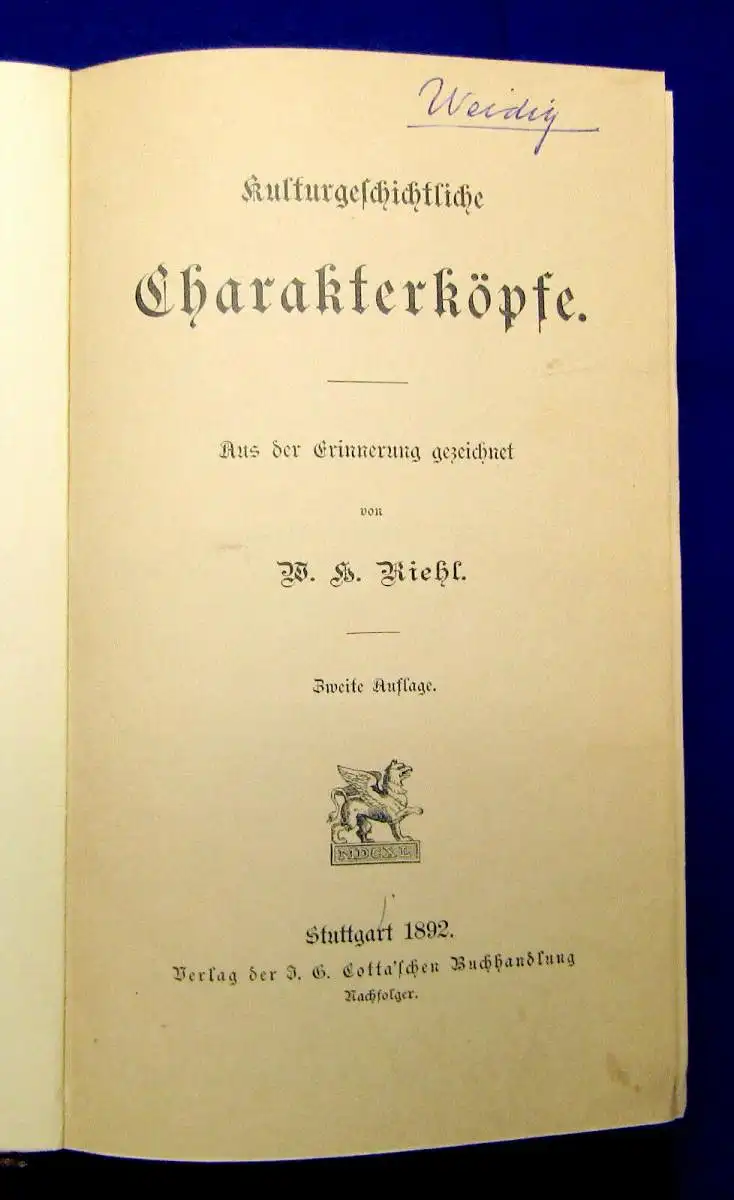 Weidig
Kulturgeschichtliche
Charakterköpfe.
Aus der Erinnerung gezeichnet
von
W. H. Riehl.
Zweite Auflage.
MDCXL
Stuttgart 1892.
Verlag der J. G. Cotta'schen Buchhandlung
Nachfolger.